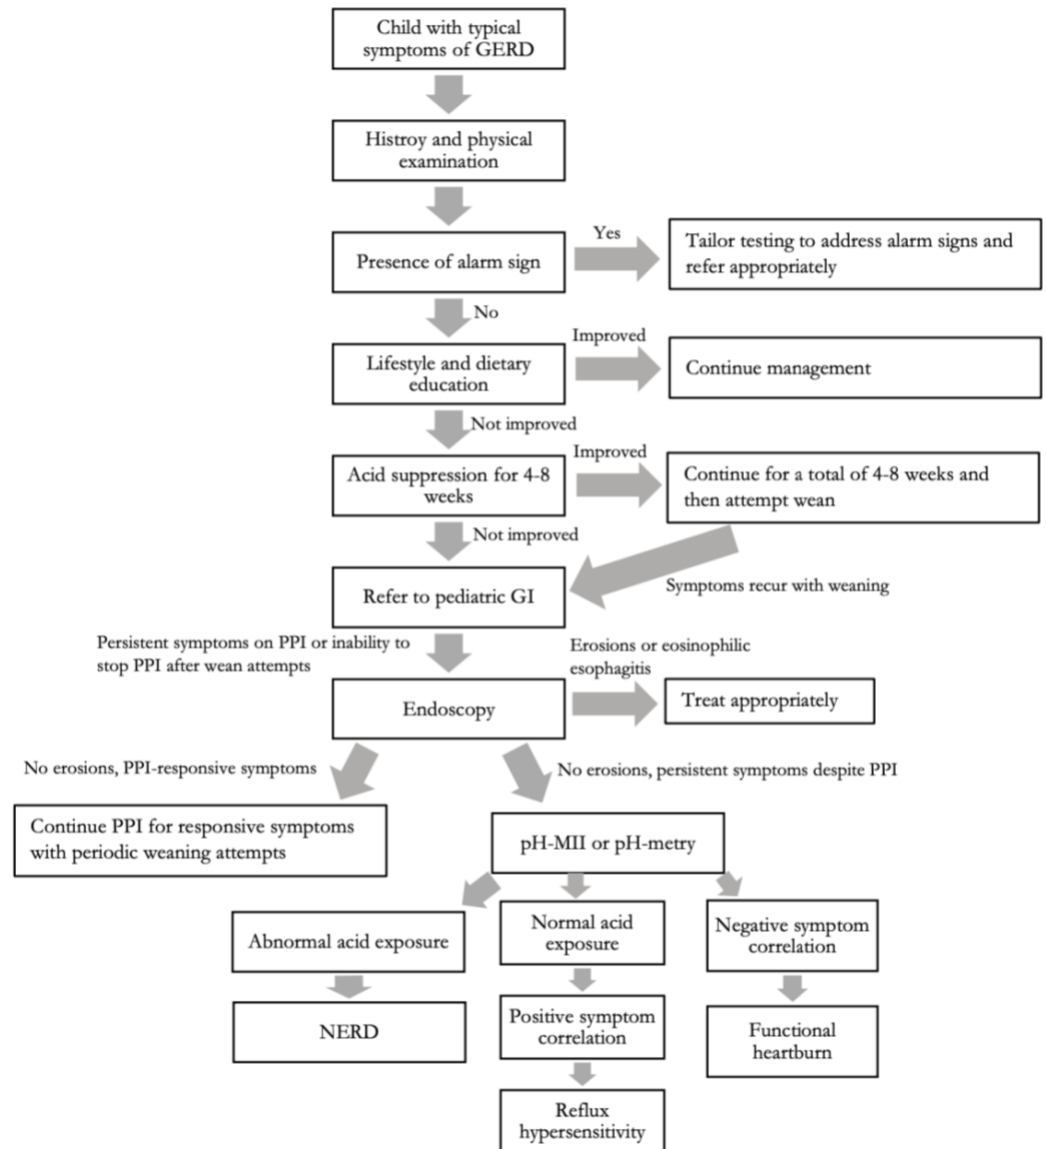 Child with typical
symptoms of GERD
Histroy and physical
examination
Presence of alarm sign
Yes
Tailor testing to address alarm signs and
refer appropriately
No
Lifestyle and dietary
education
Improved
Continue management
Not improved
Acid suppression for 4-8
weeks
Improved
Continue for a total of 4-8 weeks and
then attempt wean
Not improved
Symptoms recur with weaning
Refer to pediatric GI
Persistent symptoms on PPI or inability to
stop PPI after wean attempts
Erosions or eosinophilic
esophagitis
Endoscopy
Treat appropriately
No erosions, PPI-responsive symptoms
No erosions, persistent symptoms despite PPI
Continue PPI for responsive symptoms
with periodic weaning attempts
pH-MII or pH-metry
Abnormal acid exposure
Normal acid
exposure
Negative symptom
correlation
NERD
Positive symptom
correlation
Functional
heartburn
Reflux
hypersensitivity